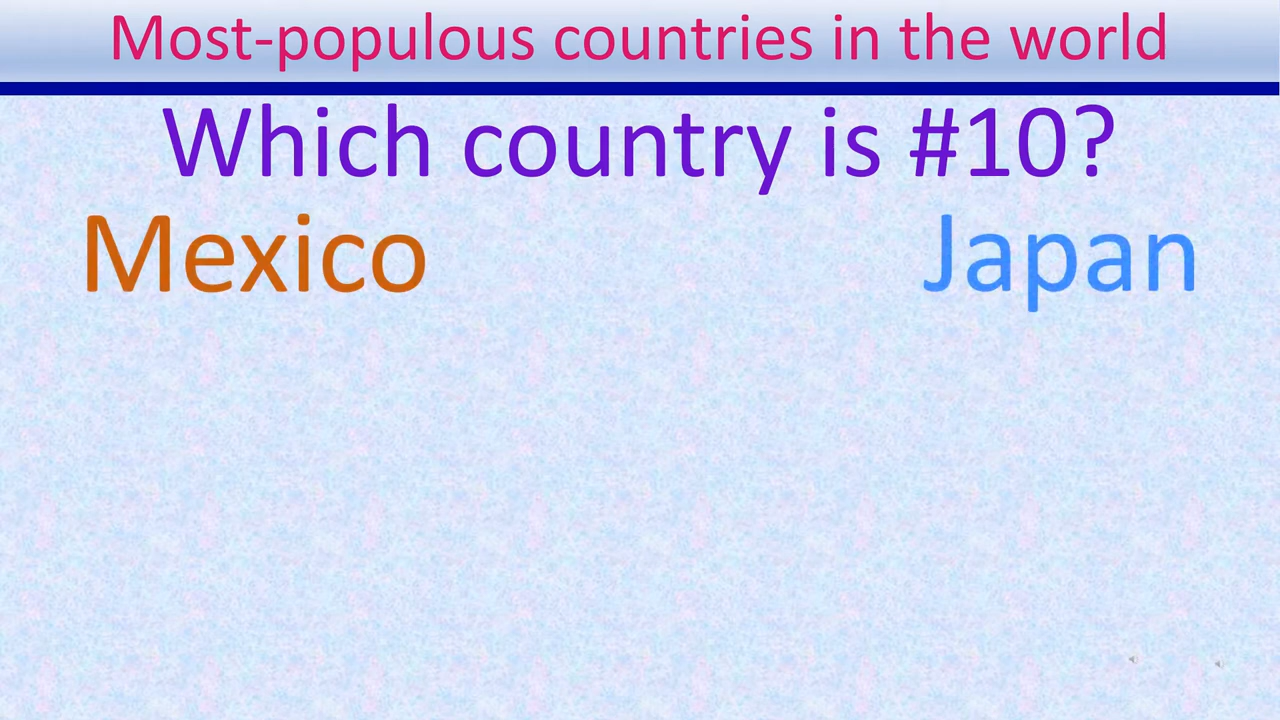 Most-populous countries in the world
Which country is #10?
Mexico Japan